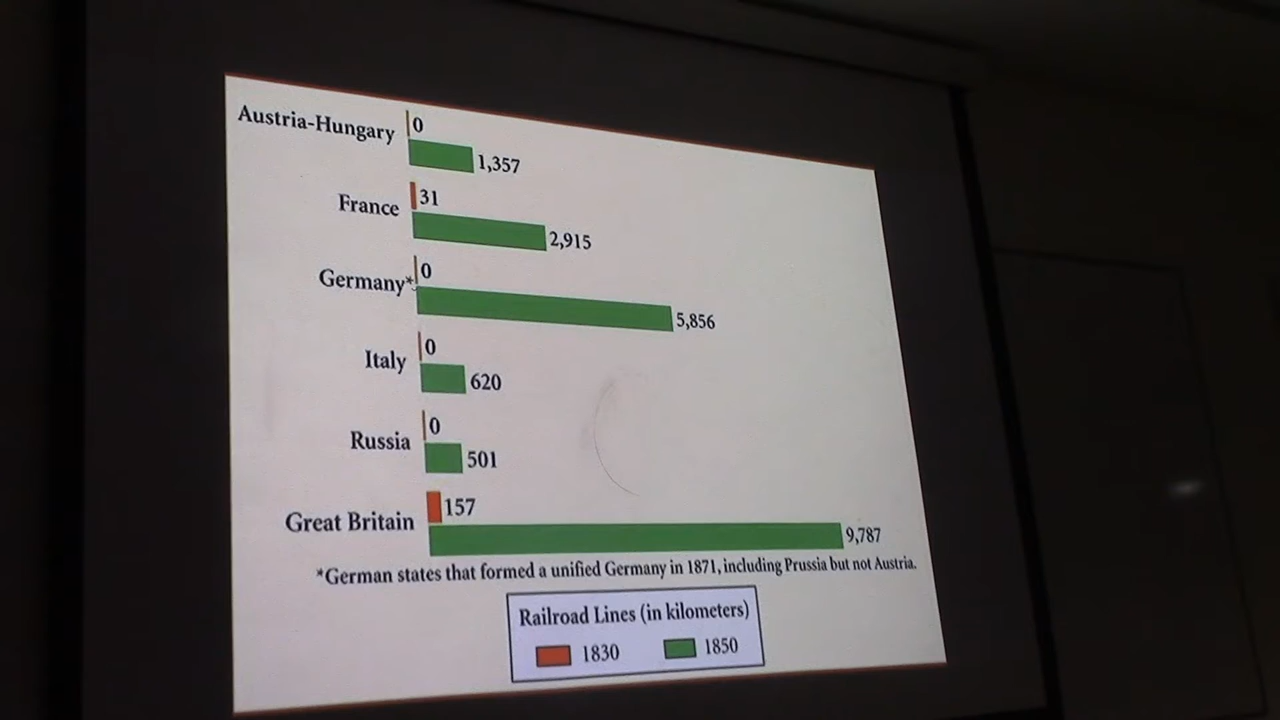 Austria-Hungary
0
1,357
France
31
2,915
Germany*
0
5,856
Italy
0
620
Russia
0
501
Great Britain
157
9,787
*German states that formed a unified Germany in 1871, including Prussia but not Austria.
Railroad Lines (in kilometers)
1830 1850